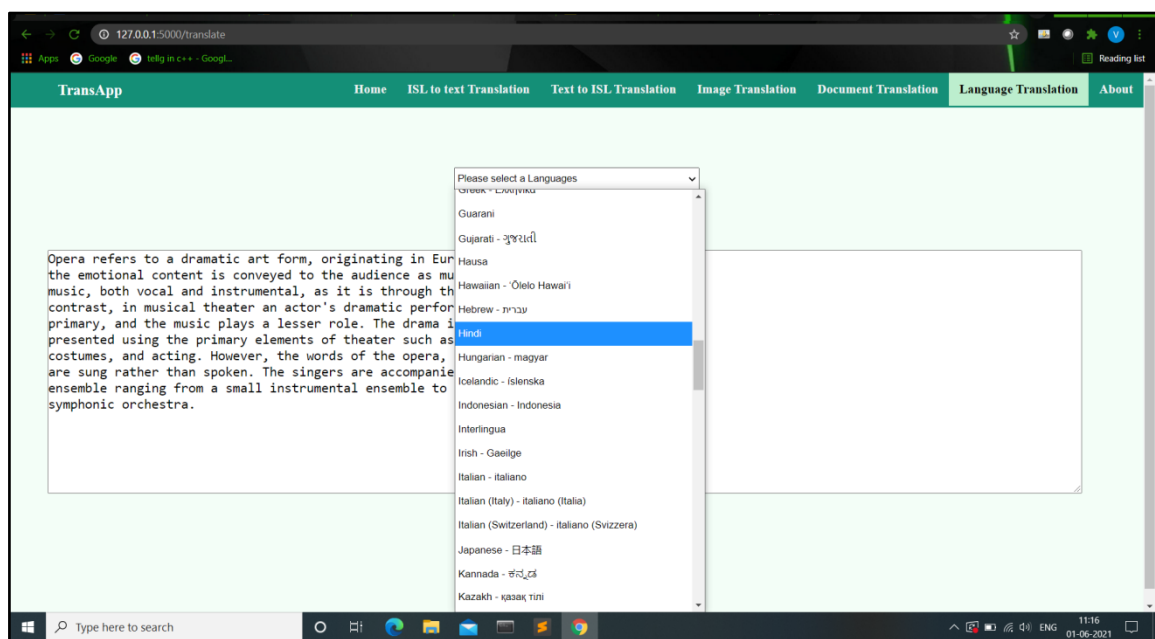 127.0.0.1:5000/translate
Apps Google tellg in c++ - Googl... Reading list
TransApp Home ISL to text Translation Text to ISL Translation Image Translation Document Translation Language Translation About
Please select a Languages
Greek - Ελληνικά
Guarani
Gujarati - ગુજરાતી
Hausa
Hawaiian - ʻŌlelo Hawaiʻi
Hebrew - עברית
Hindi
Hungarian - magyar
Icelandic - íslenska
Indonesian - Indonesia
Interlingua
Irish - Gaeilge
Italian - italiano
Italian (Italy) - italiano (Italia)
Italian (Switzerland) - italiano (Svizzera)
Japanese - 日本語
Kannada - ಕನ್ನಡ
Kazakh - қазақ тілі
Opera refers to a dramatic art form, originating in Eur
the emotional content is conveyed to the audience as mu
music, both vocal and instrumental, as it is through th
contrast, in musical theater an actor's dramatic perfor
primary, and the music plays a lesser role. The drama i
presented using the primary elements of theater such as
costumes, and acting. However, the words of the opera,
are sung rather than spoken. The singers are accompanie
ensemble ranging from a small instrumental ensemble to
symphonic orchestra.
Type here to search
ENG
11:16
01-06-2021
V